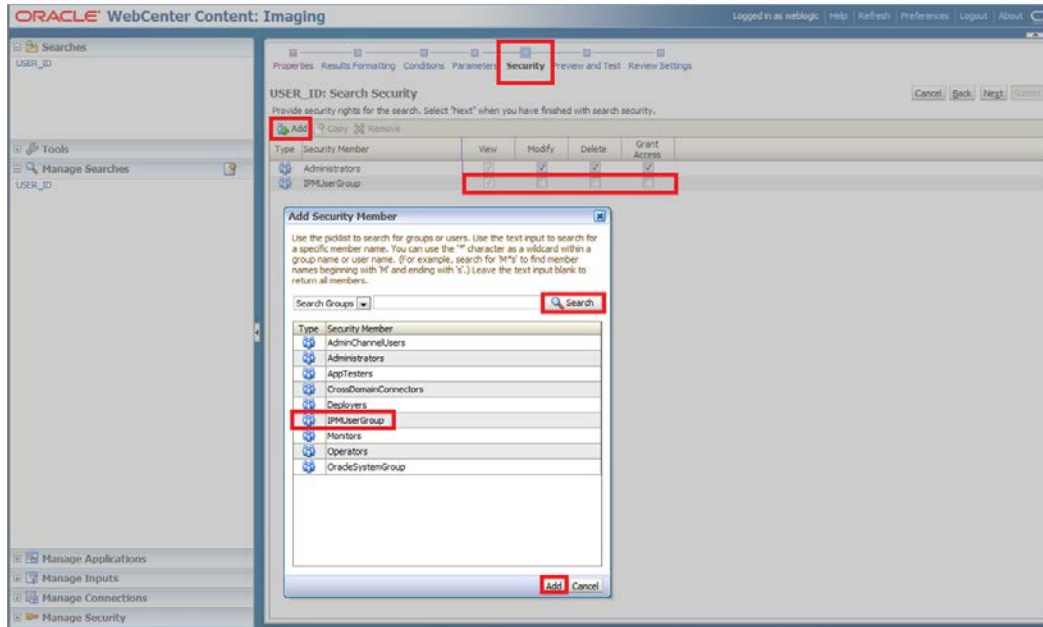 ORACLE WebCenter Content: Imaging
Logged in as weblogic Help Refresh Preferences Logout About
Searches
USER_ID
Tools
Manage Searches
USER_ID
Manage Applications
Manage Inputs
Manage Connections
Manage Security
Properties Results Formatting Conditions Parameters Security Preview and Test Review Settings
USER_ID: Search Security
Cancel Back Next
Provide security rights for the search. Select "Next" when you have finished with search security.
Add Copy Remove
Type Security Member View Modify Delete Grant Access
Administrators
IPMUserGroup
Add Security Member
Use the picklist to search for groups or users. Use the text input to search for
a specific member name. You can use the '*' character as a wildcard within a
group name or user name. (For example, search for 'M*s' to find member
names beginning with 'M' and ending with 's'.) Leave the text input blank to
return all members.
Search Groups Search
Type Security Member
AdminChannelUsers
Administrators
AppTesters
CrossDomainConnectors
Deployers
IPMUserGroup
Monitors
Operators
OracleSystemGroup
Add Cancel